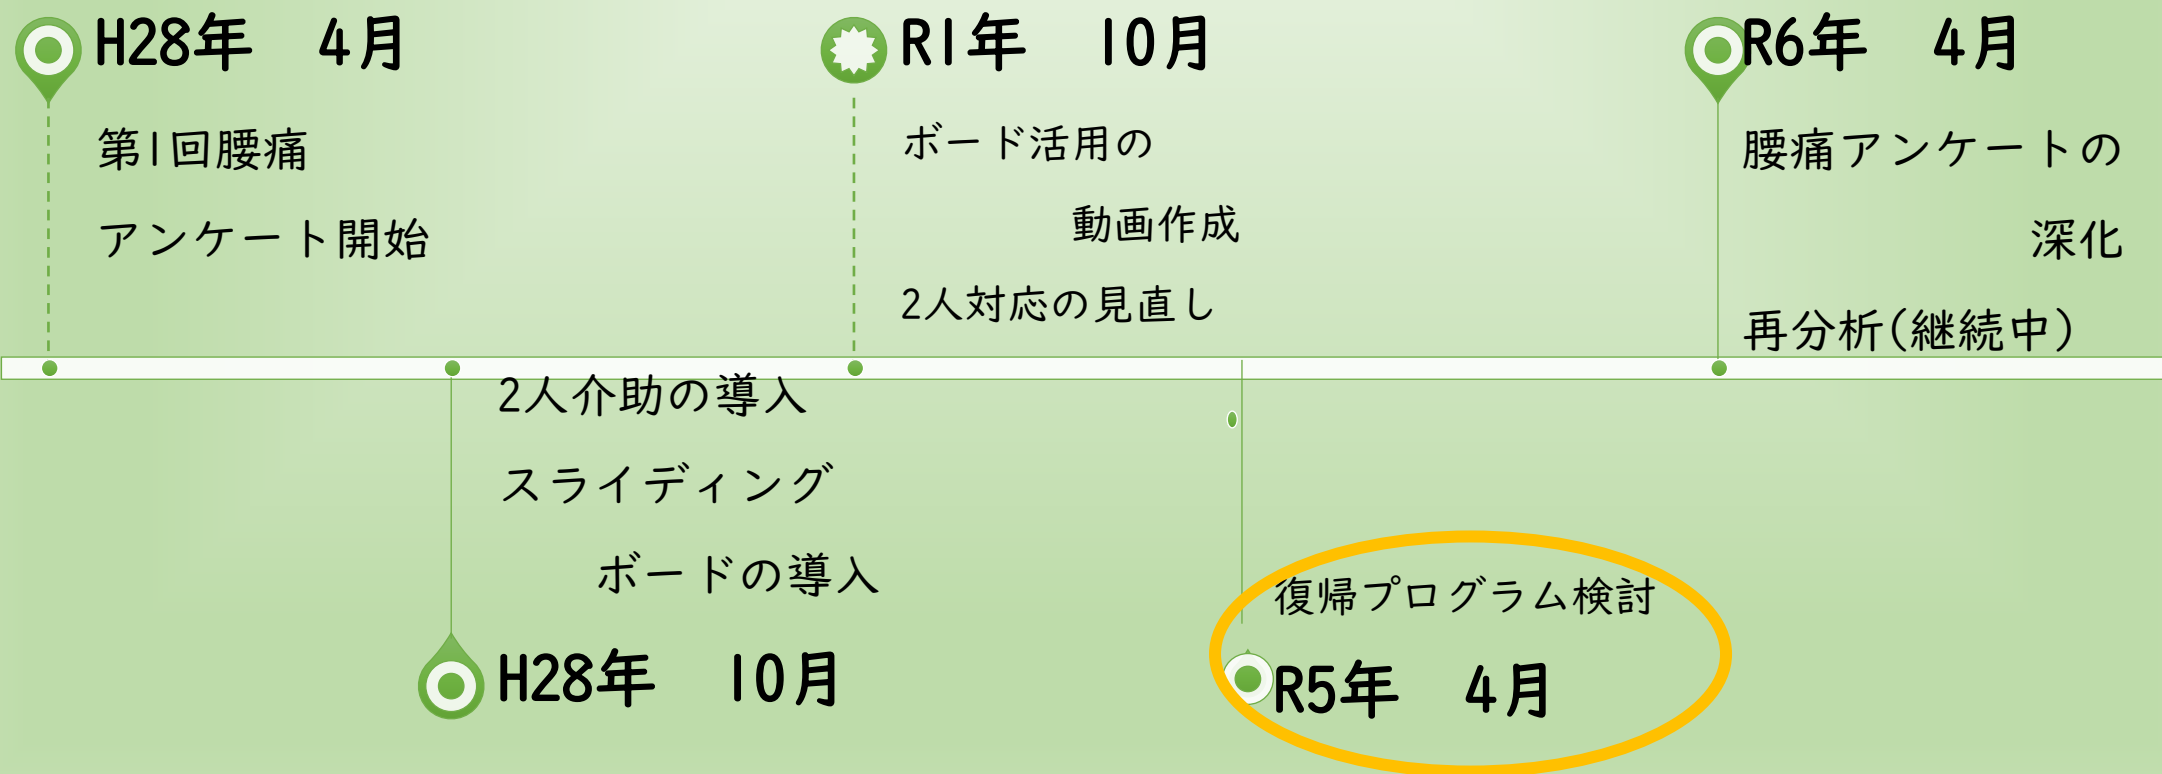 H28年　4月
第1回腰痛
アンケート開始
2人介助の導入
スライディング
ボードの導入
H28年　10月
R1年　10月
ボード活用の
動画作成
2人対応の見直し
復帰プログラム検討
R5年　4月
R6年　4月
腰痛アンケートの
深化
再分析(継続中)